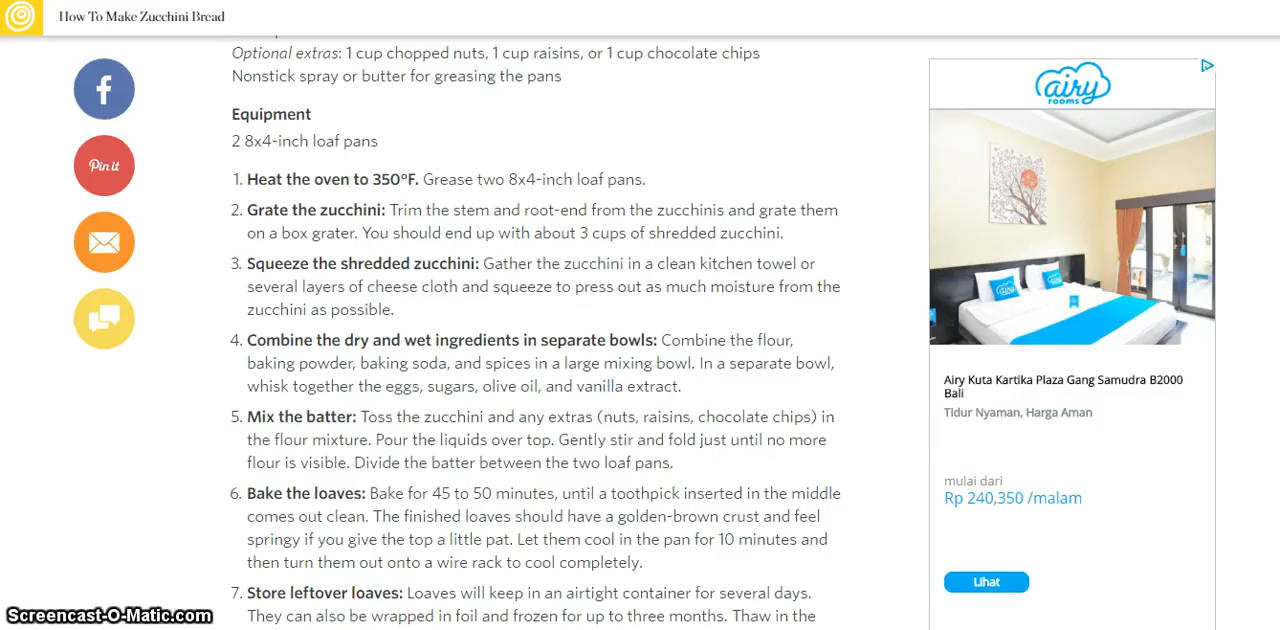 How To Make Zucchini Bread
Optional extras: 1 cup chopped nuts, 1 cup raisins, or 1 cup chocolate chips
Nonstick spray or butter for greasing the pans
Equipment
2 8x4-inch loaf pans
1. Heat the oven to 350°F. Grease two 8x4-inch loaf pans.
2. Grate the zucchini: Trim the stem and root-end from the zucchinis and grate them
on a box grater. You should end up with about 3 cups of shredded zucchini.
3. Squeeze the shredded zucchini: Gather the zucchini in a clean kitchen towel or
several layers of cheese cloth and squeeze to press out as much moisture from the
zucchini as possible.
4. Combine the dry and wet ingredients in separate bowls: Combine the flour,
baking powder, baking soda, and spices in a large mixing bowl. In a separate bowl,
whisk together the eggs, sugars, olive oil, and vanilla extract.
5. Mix the batter: Toss the zucchini and any extras (nuts, raisins, chocolate chips) in
the flour mixture. Pour the liquids over top. Gently stir and fold just until no more
flour is visible. Divide the batter between the two loaf pans.
6. Bake the loaves: Bake for 45 to 50 minutes, until a toothpick inserted in the middle
comes out clean. The finished loaves should have a golden-brown crust and feel
springy if you give the top a little pat. Let them cool in the pan for 10 minutes and
then turn them out onto a wire rack to cool completely.
7. Store leftover loaves: Loaves will keep in an airtight container for several days.
They can also be wrapped in foil and frozen for up to three months. Thaw in the
f
Pin it
airy
rooms
airy
airy
Airy Kuta Kartika Plaza Gang Samudra B2000
Bali
Tidur Nyaman, Harga Aman
mulai dari
Rp 240,350 /malam
Lihat
Screencast-O-Matic.com